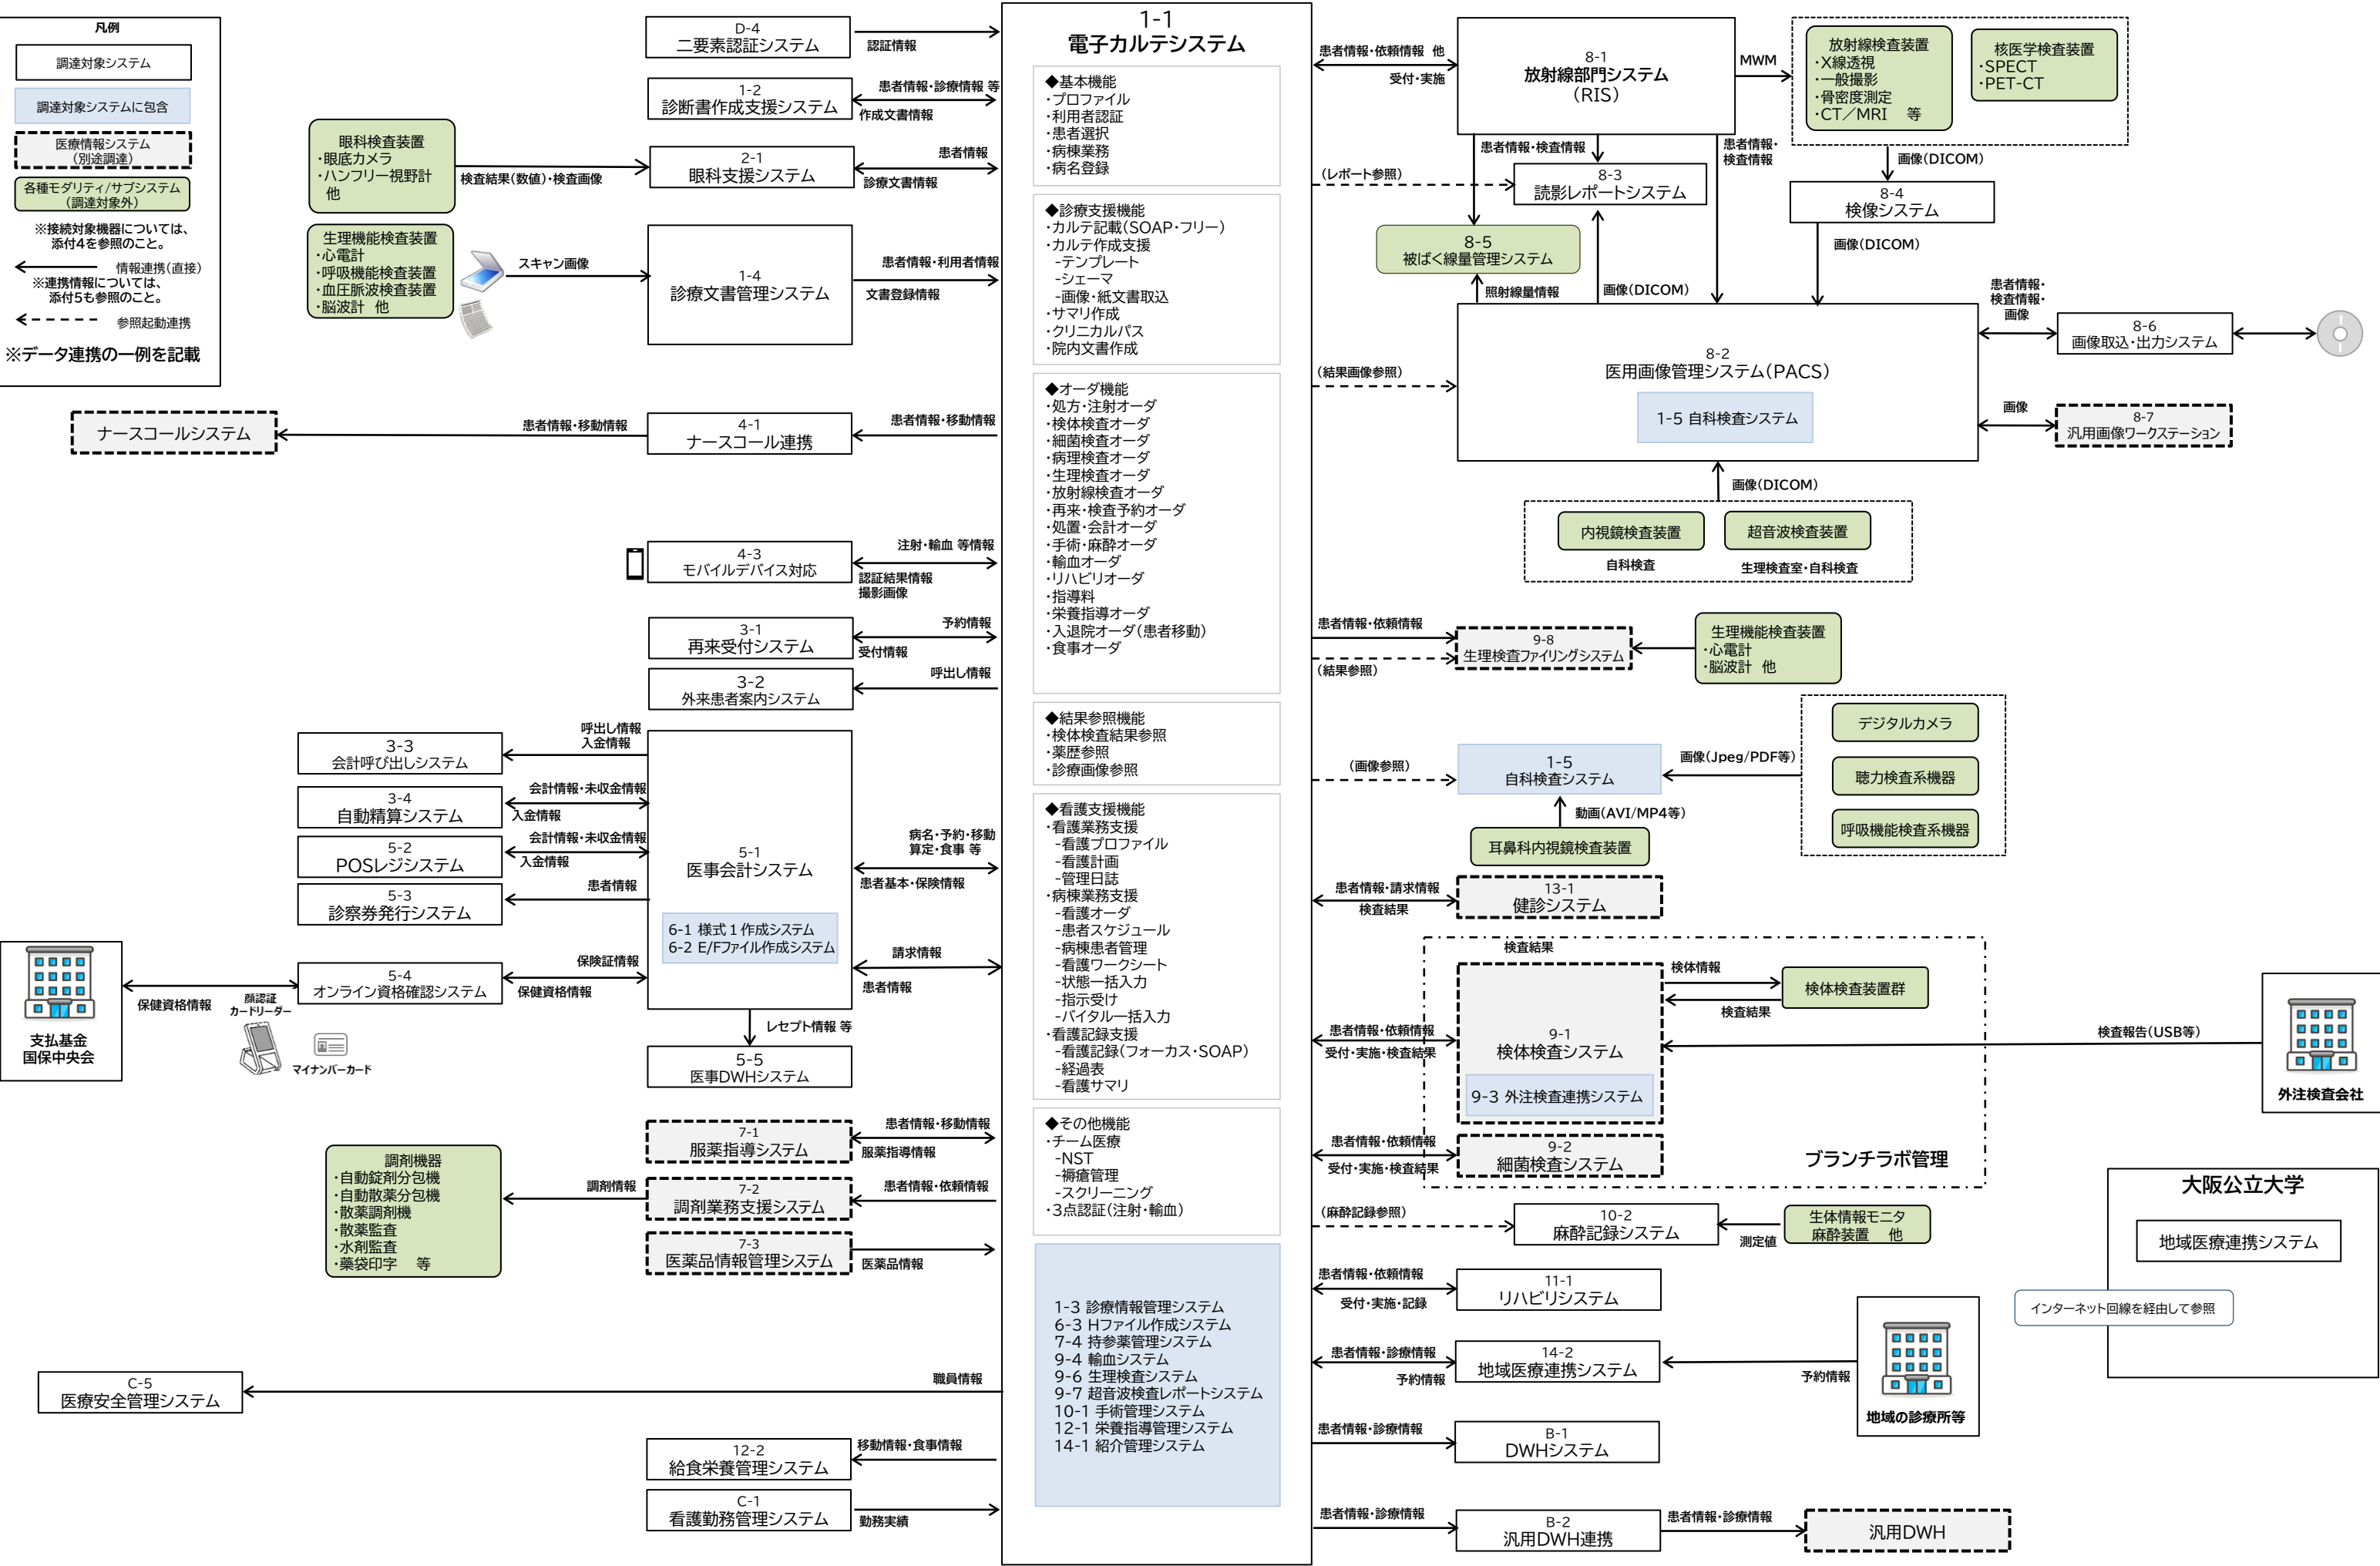 凡例
調達対象システム
調達対象システムに包含
医療情報システム
（別途調達）
各種モダリティ/サブシステム
（調達対象外）
※接続対象機器については、
添付4を参照のこと。
情報連携（直接）
※連携情報については、
添付5も参照のこと。
参照起動連携
※データ連携の一例を記載
D-4
二要素認証システム
認証情報
1-2
診断書作成支援システム
患者情報・診療情報 等
作成文書情報
眼科検査装置
・眼底カメラ
・ハンフリー視野計
他
検査結果（数値）・検査画像
2-1
眼科支援システム
患者情報
診療文書情報
生理機能検査装置
・心電計
・呼吸機能検査装置
・血圧脈波検査装置
・脳波計 他
スキャン画像
1-4
診療文書管理システム
患者情報・利用者情報
文書登録情報
ナースコールシステム
患者情報・移動情報
4-1
ナースコール連携
患者情報・移動情報
4-3
モバイルデバイス対応
注射・輸血 等情報
認証結果情報
撮影画像
3-1
再来受付システム
予約情報
受付情報
3-2
外来患者案内システム
呼出し情報
3-3
会計呼び出しシステム
呼出し情報
入金情報
3-4
自動精算システム
会計情報・未収金情報
入金情報
5-2
POSレジシステム
会計情報・未収金情報
入金情報
5-3
診察券発行システム
患者情報
5-1
医事会計システム
6-1 様式１作成システム
6-2 E/Fファイル作成システム
病名・予約・移動
算定・食事 等
患者基本・保険情報
請求情報
患者情報
支払基金
国保中央会
保健資格情報
5-4
オンライン資格確認システム
保険証情報
保健資格情報
顔認証
カードリーダー
マイナンバーカード
レセプト情報 等
5-5
医事DWHシステム
7-1
服薬指導システム
患者情報・移動情報
服薬指導情報
調剤機器
・自動錠剤分包機
・自動散薬分包機
・散薬調剤機
・散薬監査
・水剤監査
・薬袋印字 等
調剤情報
7-2
調剤業務支援システム
患者情報・依頼情報
7-3
医薬品情報管理システム
医薬品情報
C-5
医療安全管理システム
職員情報
12-2
給食栄養管理システム
移動情報・食事情報
C-1
看護勤務管理システム
勤務実績
1-1
電子カルテシステム
◆基本機能
・プロファイル
・利用者認証
・患者選択
・病棟業務
・病名登録
◆診療支援機能
・カルテ記載（SOAP・フリー）
・カルテ作成支援
-テンプレート
-シェーマ
-画像・紙文書取込
・サマリ作成
・クリニカルパス
・院内文書作成
◆オーダ機能
・処方・注射オーダ
・検体検査オーダ
・細菌検査オーダ
・病理検査オーダ
・生理検査オーダ
・放射線検査オーダ
・再来・検査予約オーダ
・処置・会計オーダ
・手術・麻酔オーダ
・輸血オーダ
・リハビリオーダ
・指導料
・栄養指導オーダ
・入退院オーダ（患者移動）
・食事オーダ
◆結果参照機能
・検体検査結果参照
・薬歴参照
・診療画像参照
◆看護支援機能
・看護業務支援
-看護プロファイル
-看護計画
-管理日誌
・病棟業務支援
-看護オーダ
-患者スケジュール
-病棟患者管理
-看護ワークシート
-状態一括入力
-指示受け
-バイタル一括入力
・看護記録支援
-看護記録（フォーカス・SOAP）
-経過表
-看護サマリ
◆その他機能
・チーム医療
-NST
-褥瘡管理
-スクリーニング
・3点認証（注射・輸血）
1-3 診療情報管理システム
6-3 Hファイル作成システム
7-4 持参薬管理システム
9-4 輸血システム
9-6 生理検査システム
9-7 超音波検査レポートシステム
10-1 手術管理システム
12-1 栄養指導管理システム
14-1 紹介管理システム
患者情報・依頼情報 他
受付・実施
8-1
放射線部門システム
（RIS）
MWM
放射線検査装置
・X線透視
・一般撮影
・骨密度測定
・CT／MRI 等
核医学検査装置
・SPECT
・PET-CT
患者情報・検査情報
患者情報・
検査情報
画像（DICOM）
（レポート参照）
8-3
読影レポートシステム
8-4
検像システム
8-5
被ばく線量管理システム
画像（DICOM）
照射線量情報
画像（DICOM）
患者情報・
検査情報・
画像
8-6
画像取込・出力システム
（結果画像参照）
8-2
医用画像管理システム（PACS）
1-5 自科検査システム
画像
8-7
汎用画像ワークステーション
画像（DICOM）
内視鏡検査装置
超音波検査装置
自科検査
生理検査室・自科検査
患者情報・依頼情報
（結果参照）
9-8
生理検査ファイリングシステム
生理機能検査装置
・心電計
・脳波計 他
（画像参照）
1-5
自科検査システム
画像（Jpeg/PDF等）
デジタルカメラ
聴力検査系機器
呼吸機能検査系機器
動画（AVI/MP4等）
耳鼻科内視鏡検査装置
患者情報・請求情報
検査結果
13-1
健診システム
検査結果
検体情報
検体検査装置群
検査結果
患者情報・依頼情報
受付・実施・検査結果
9-1
検体検査システム
9-3 外注検査連携システム
検査報告（USB等）
外注検査会社
患者情報・依頼情報
受付・実施・検査結果
9-2
細菌検査システム
ブランチラボ管理
（麻酔記録参照）
10-2
麻酔記録システム
測定値
生体情報モニタ
麻酔装置 他
大阪公立大学
地域医療連携システム
インターネット回線を経由して参照
患者情報・依頼情報
受付・実施・記録
11-1
リハビリシステム
患者情報・診療情報
予約情報
14-2
地域医療連携システム
予約情報
地域の診療所等
患者情報・診療情報
B-1
DWHシステム
患者情報・診療情報
B-2
汎用DWH連携
患者情報・診療情報
汎用DWH